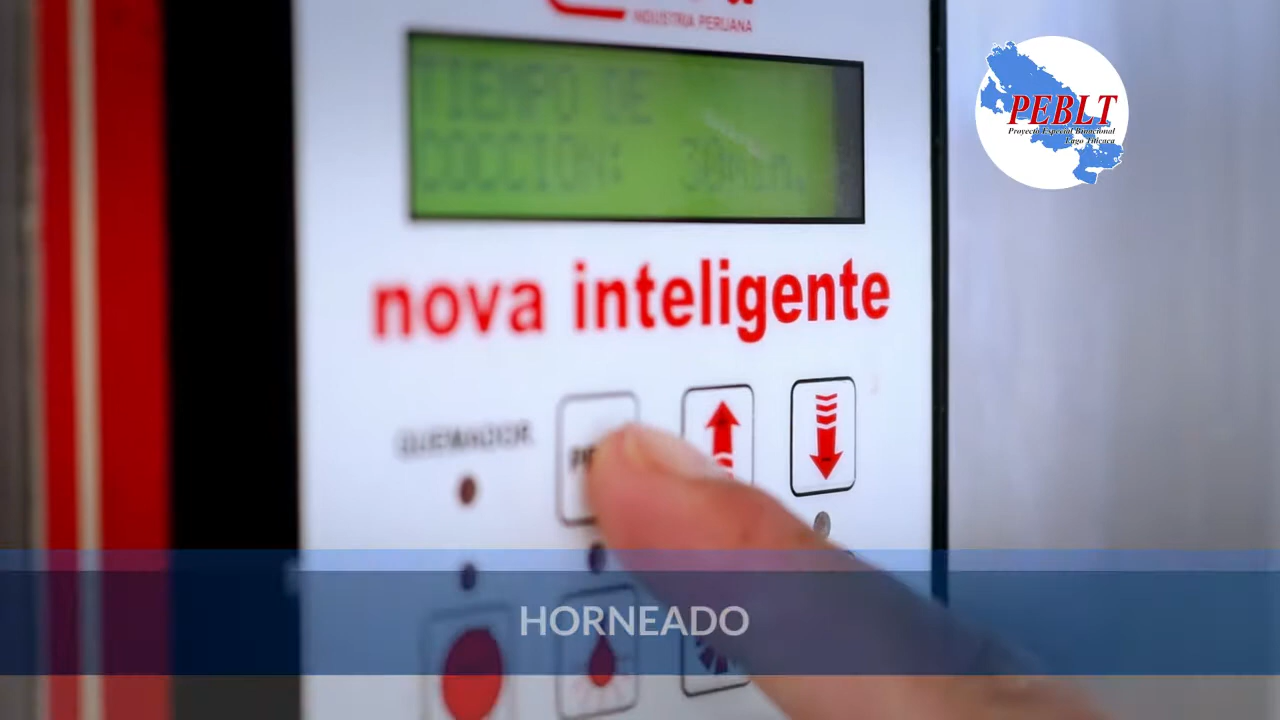 INDUSTRIA PERUANA
TIEMPO DE
COCCION: 30min.
nova inteligente
QUEMADOR
HORNEADO
PEBLT
Proyecto Especial Binacional
Lago Titicaca